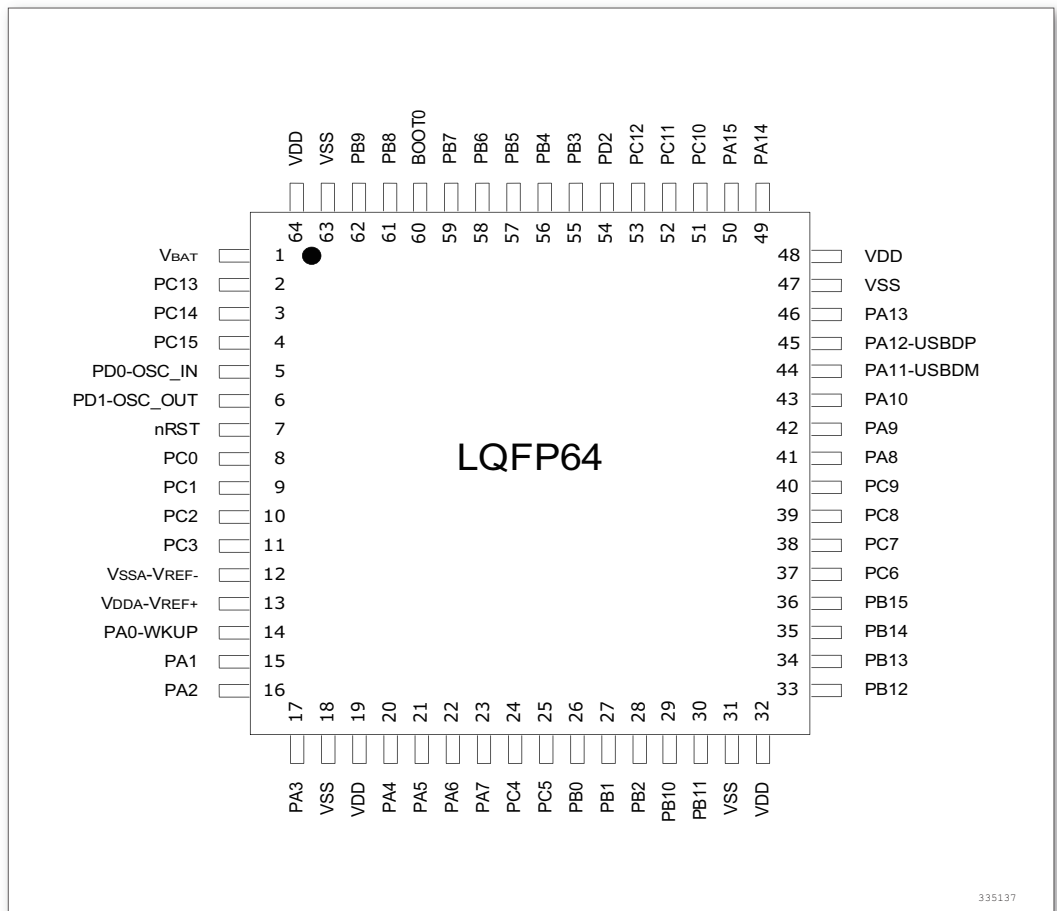 VDD VSS PB9 PB8 BOOT0 PB7 PB6 PB5 PB4 PB3 PD2 PC12 PC11 PC10 PA15 PA14
64 63 62 61 60 59 58 57 56 55 54 53 52 51 50 49
VBAT 1 48 VDD
PC13 2 47 VSS
PC14 3 46 PA13
PC15 4 45 PA12-USBDP
PD0-OSC_IN 5 44 PA11-USBDM
PD1-OSC_OUT 6 43 PA10
nRST 7 42 PA9
PC0 8 41 PA8
LQFP64
PC1 9 40 PC9
PC2 10 39 PC8
PC3 11 38 PC7
VSSA-VREF- 12 37 PC6
VDDA-VREF+ 13 36 PB15
PA0-WKUP 14 35 PB14
PA1 15 34 PB13
PA2 16 33 PB12
17 18 19 20 21 22 23 24 25 26 27 28 29 30 31 32
PA3 VSS VDD PA4 PA5 PA6 PA7 PC4 PC5 PB0 PB1 PB2 PB10 PB11 VSS VDD
335137